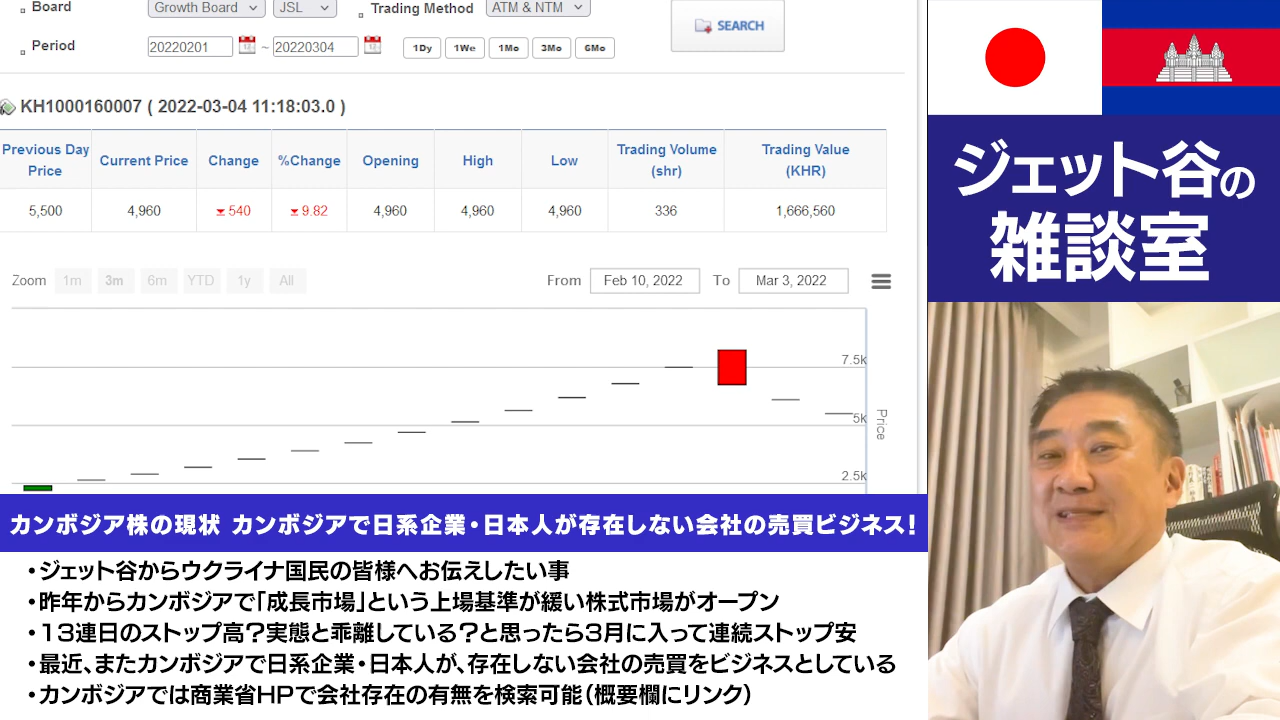 Board
Growth Board
JSL
Trading Method
ATM & NTM
SEARCH
Period
20220201
~
20220304
1Dy
1We
1Mo
3Mo
6Mo
KH1000160007 ( 2022-03-04 11:18:03.0 )
Previous Day Price
Current Price
Change
%Change
Opening
High
Low
Trading Volume (shr)
Trading Value (KHR)
5,500
4,960
540
9.82
4,960
4,960
4,960
336
1,666,560
Zoom
1m
3m
6m
YTD
1y
All
From
Feb 10, 2022
To
Mar 3, 2022
7.5k
5k
2.5k
Price
ジェット谷の
雑談室
カンボジア株の現状 カンボジアで日系企業・日本人が存在しない会社の売買ビジネス!
・ジェット谷からウクライナ国民の皆様へお伝えしたい事
・昨年からカンボジアで「成長市場」という上場基準が緩い株式市場がオープン
・13連日のストップ高?実態と乖離している?と思ったら3月に入って連続ストップ安
・最近、またカンボジアで日系企業・日本人が、存在しない会社の売買をビジネスとしている
・カンボジアでは商業省HPで会社存在の有無を検索可能(概要欄にリンク)